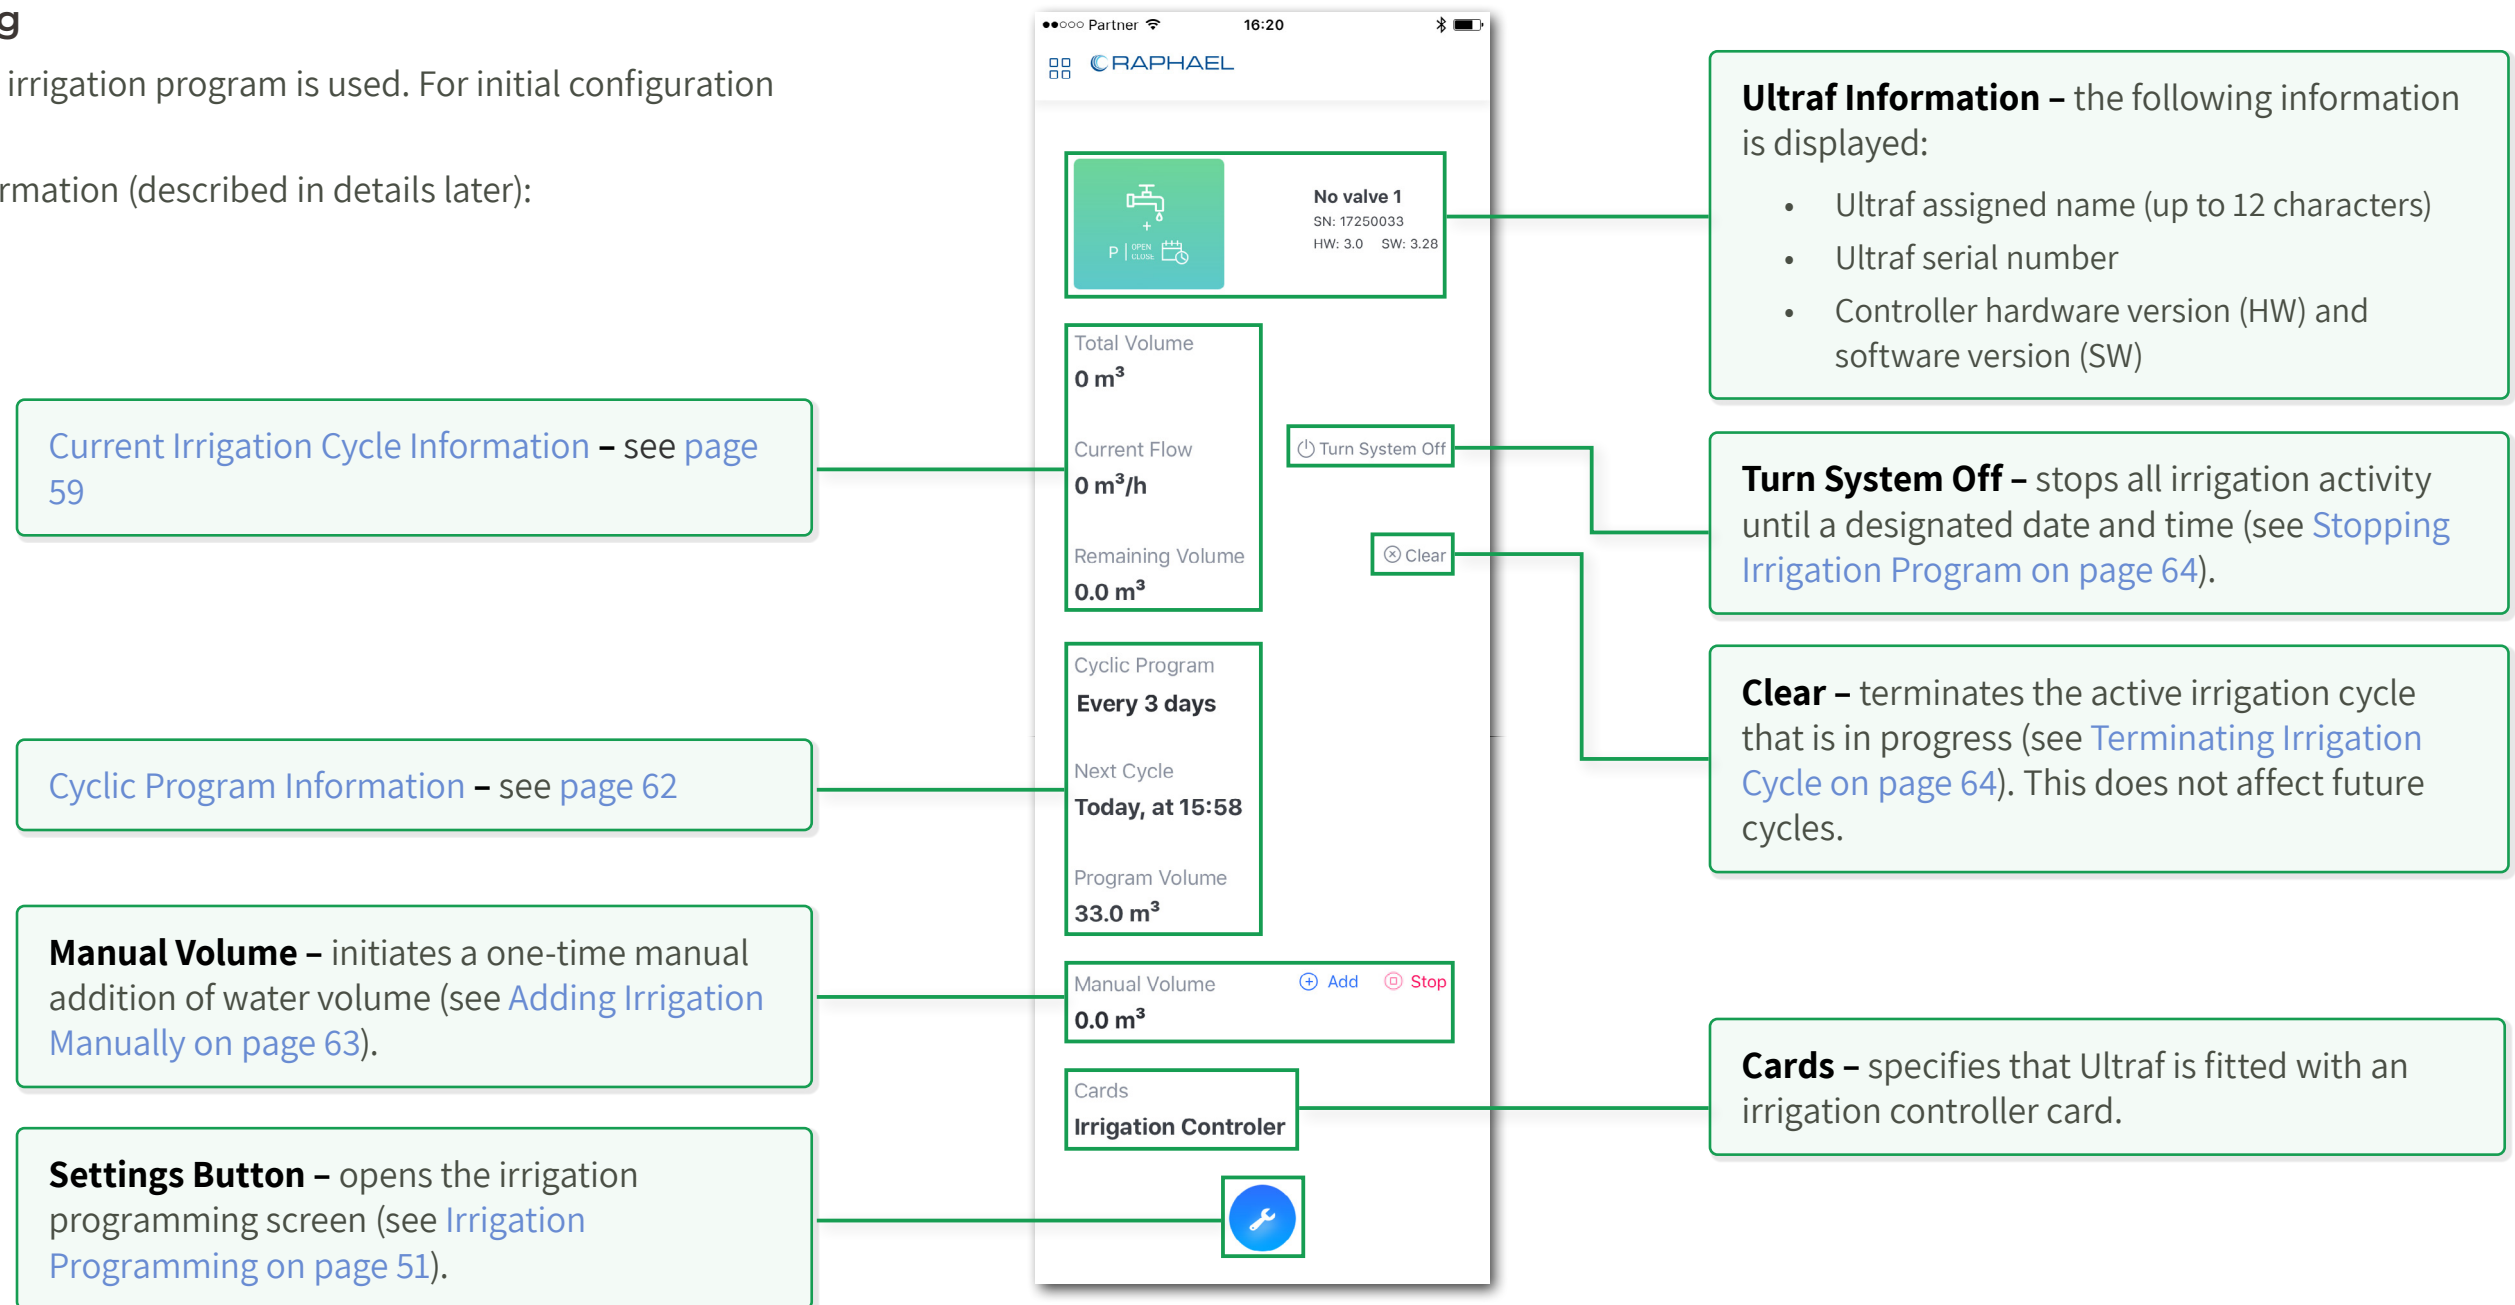 g
irrigation program is used. For initial configuration
rmation (described in details later):
Current Irrigation Cycle Information – see page
59
Cyclic Program Information – see page 62
Manual Volume – initiates a one-time manual
addition of water volume (see Adding Irrigation
Manually on page 63).
Settings Button – opens the irrigation
programming screen (see Irrigation
Programming on page 51).
Partner 16:20
RAPHAEL
No valve 1
SN: 17250033
HW: 3.0 SW: 3.28
P | OPEN
CLOSE
Total Volume
0 m³
Current Flow
0 m³/h
Turn System Off
Remaining Volume
0.0 m³
Clear
Cyclic Program
Every 3 days
Next Cycle
Today, at 15:58
Program Volume
33.0 m³
Manual Volume Add Stop
0.0 m³
Cards
Irrigation Controler
Ultraf Information – the following information
is displayed:
• Ultraf assigned name (up to 12 characters)
• Ultraf serial number
• Controller hardware version (HW) and
software version (SW)
Turn System Off – stops all irrigation activity
until a designated date and time (see Stopping
Irrigation Program on page 64).
Clear – terminates the active irrigation cycle
that is in progress (see Terminating Irrigation
Cycle on page 64). This does not affect future
cycles.
Cards – specifies that Ultraf is fitted with an
irrigation controller card.